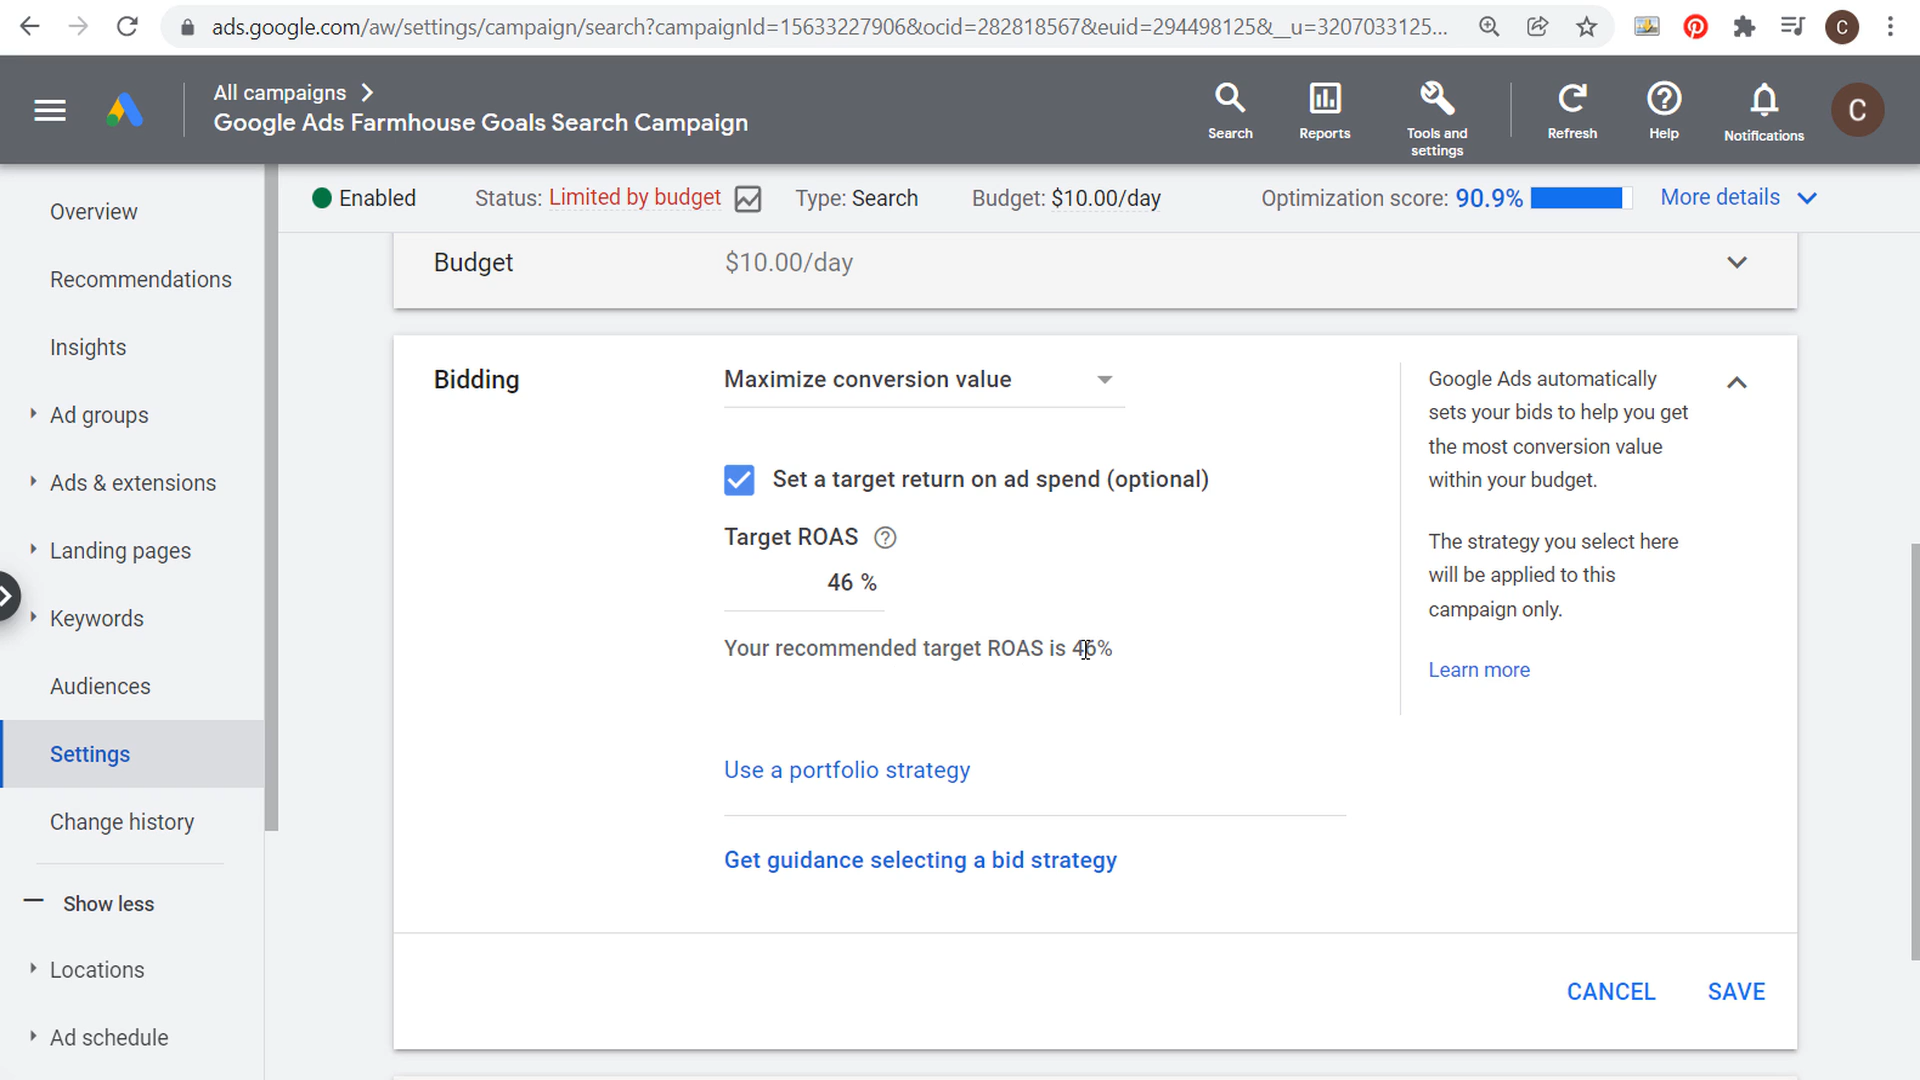 ads.google.com/aw/settings/campaign/search?campaignId=15633227906&ocid=282818567&euid=294498125&__u=3207033125...
C
All campaigns
Google Ads Farmhouse Goals Search Campaign
Search
Reports
Tools and
settings
Refresh
Help
Notifications
C
Overview
Recommendations
Insights
Ad groups
Ads & extensions
Landing pages
Keywords
Audiences
Settings
Change history
Show less
Locations
Ad schedule
Enabled
Status: Limited by budget
Type: Search
Budget: $10.00/day
Optimization score: 90.9%
More details
Budget
$10.00/day
Bidding
Maximize conversion value
Set a target return on ad spend (optional)
Target ROAS
46 %
Your recommended target ROAS is 46%
Use a portfolio strategy
Get guidance selecting a bid strategy
Google Ads automatically
sets your bids to help you get
the most conversion value
within your budget.
The strategy you select here
will be applied to this
campaign only.
Learn more
CANCEL
SAVE